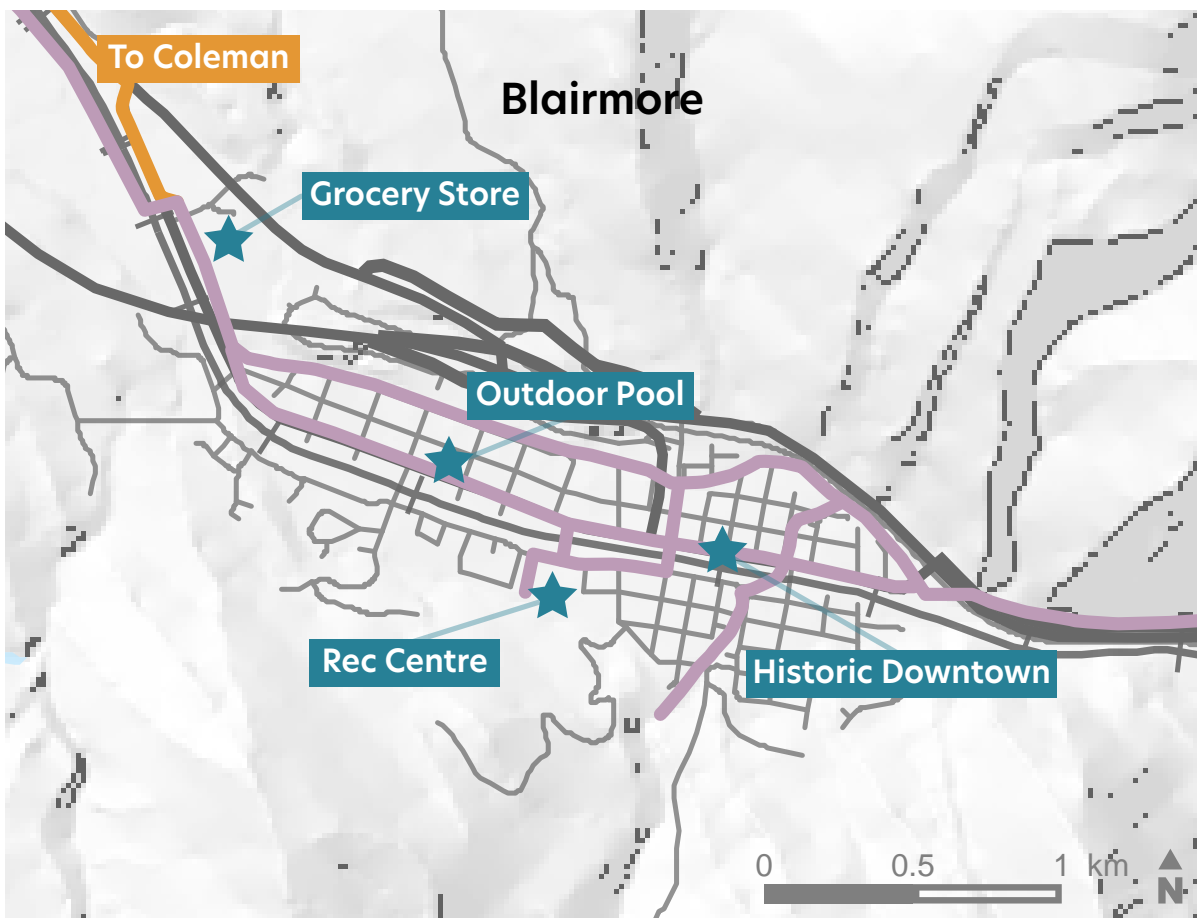 To Coleman
Blairmore
Grocery Store
Outdoor Pool
Rec Centre
Historic Downtown
0 0.5 1 km
N